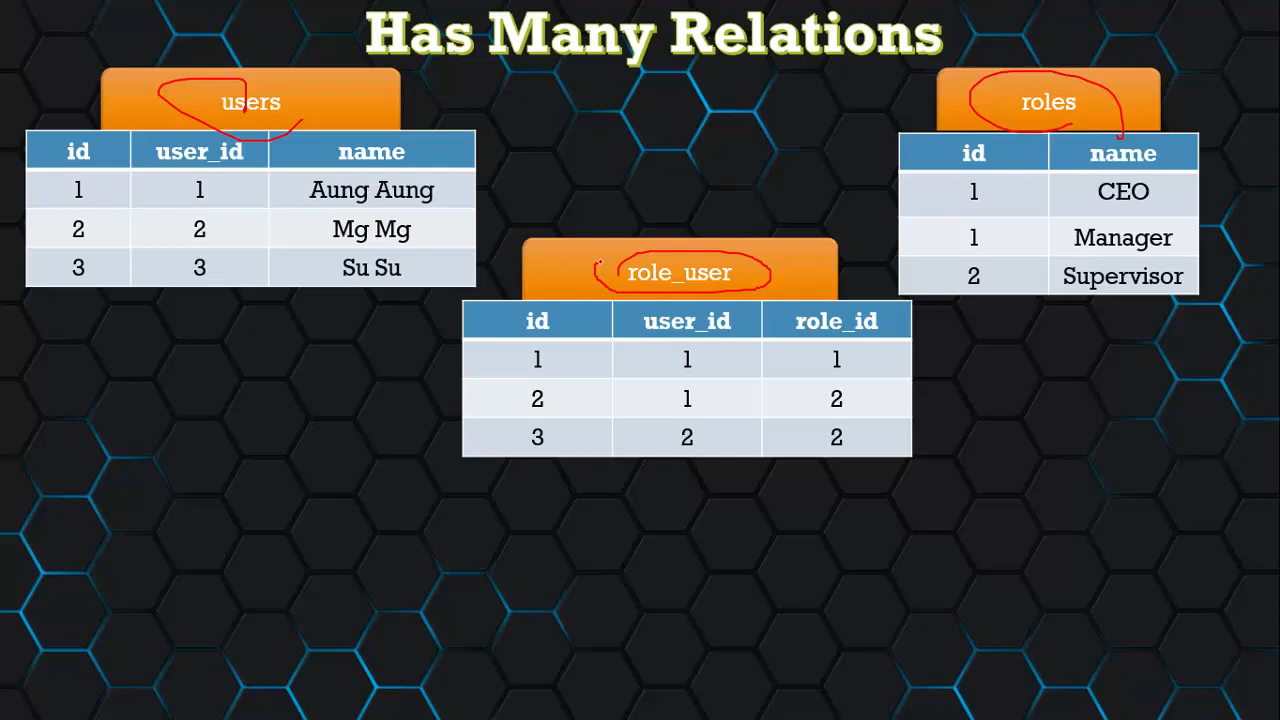 Has Many Relations
users
id user_id name
1 1 Aung Aung
2 2 Mg Mg
3 3 Su Su
roles
id name
1 CEO
1 Manager
2 Supervisor
role_user
id user_id role_id
1 1 1
2 1 2
3 2 2